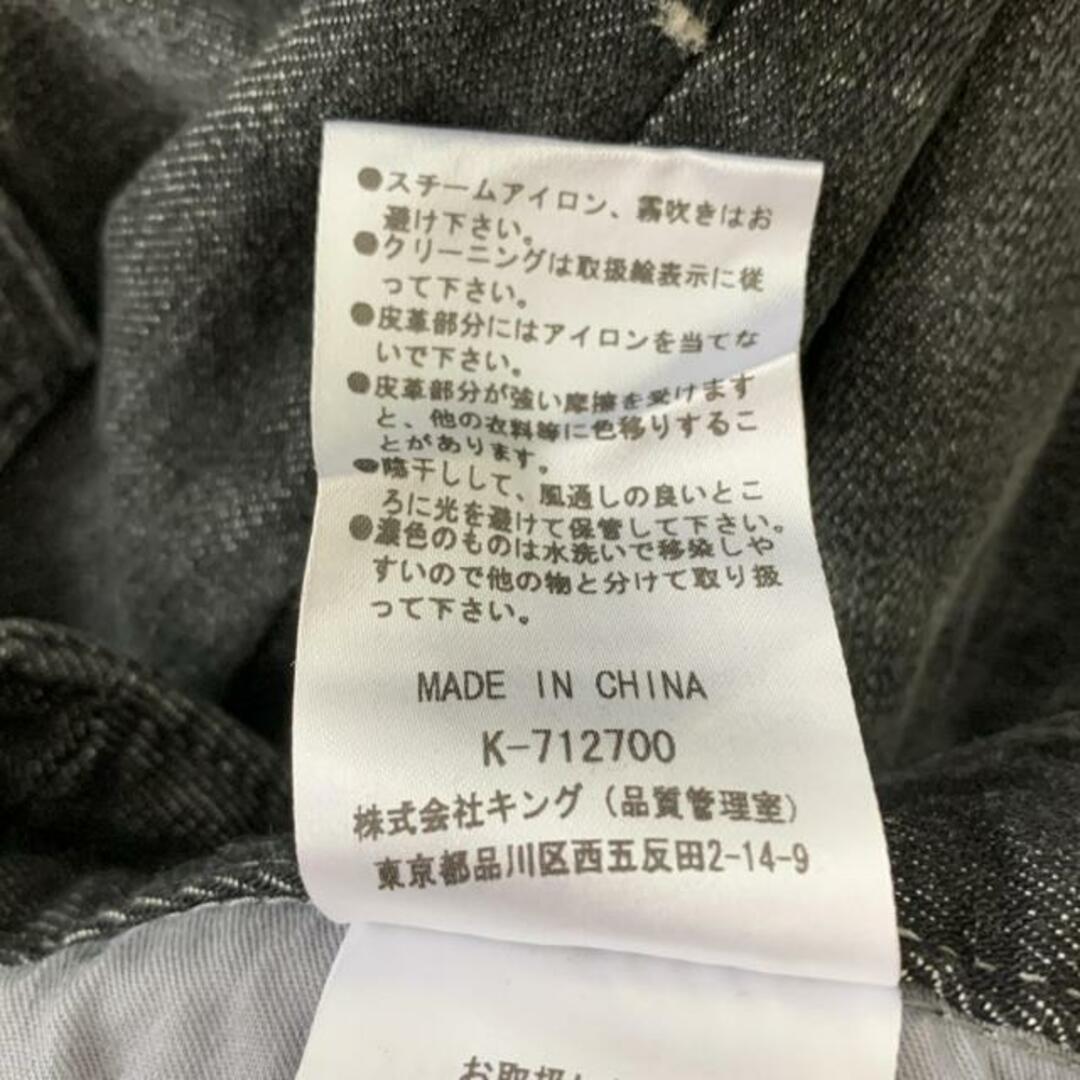 ●スチームアイロン、霧吹きはお
避け下さい。
●クリーニングは取扱絵表示に従
って下さい。
●皮革部分にはアイロンを当てな
いで下さい。
●皮革部分が強い摩擦を受けます
と、他の衣料等に色移りするこ
とがあります。
●陰干しして、風通しの良いとこ
ろに光を避けて保管して下さい。
●濃色のものは水洗いで移染しや
すいので他の物と分けて取り扱
って下さい。
MADE IN CHINA
K-712700
株式会社キング(品質管理室)
東京都品川区西五反田2-14-9
お取扱い